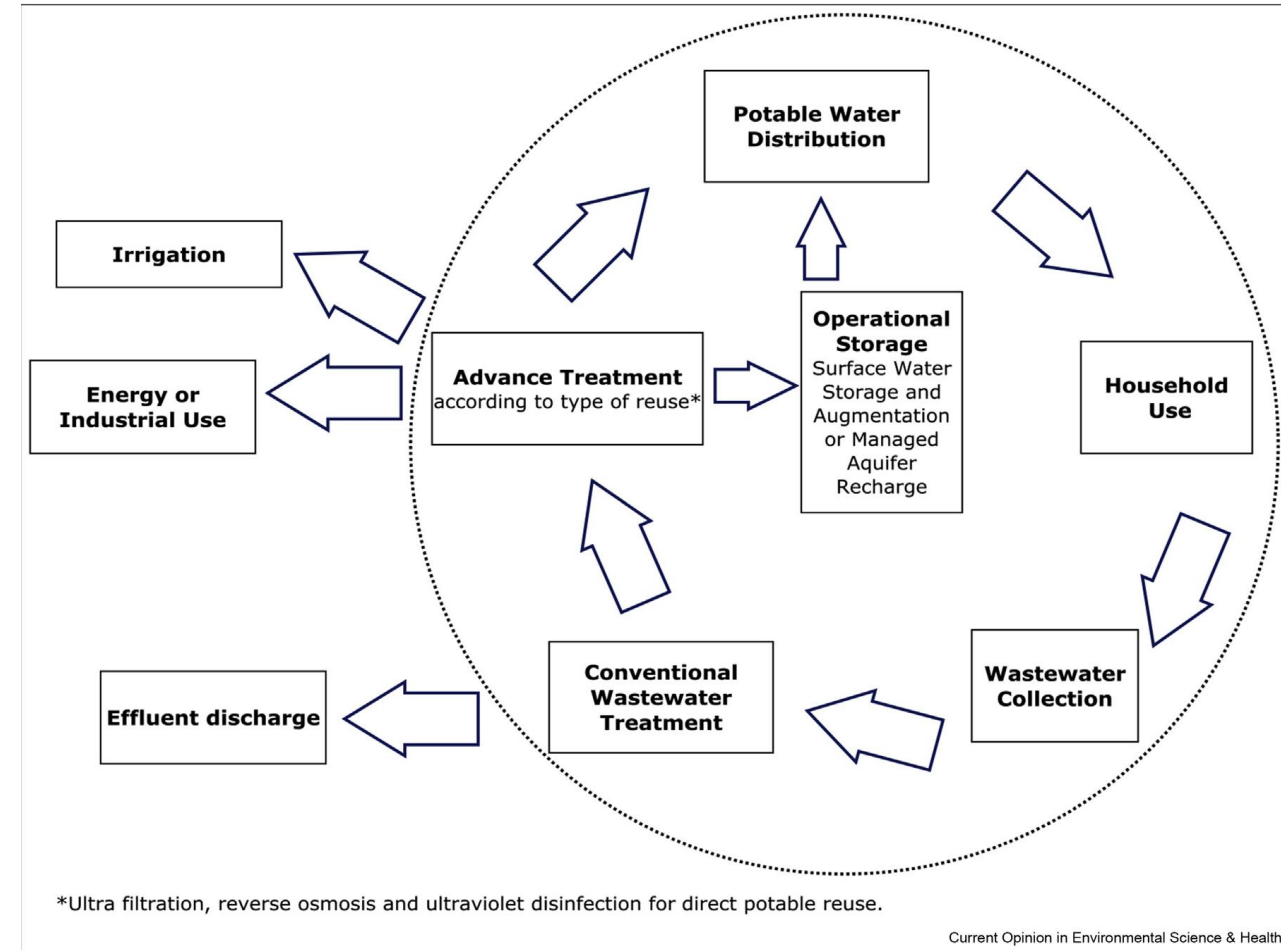 Potable Water
Distribution
Irrigation
Operational
Storage
Surface Water
Storage and
Augmentation
or Managed
Aquifer
Recharge
Advance Treatment
according to type of reuse*
Energy or
Industrial Use
Household
Use
Conventional
Wastewater
Treatment
Wastewater
Collection
Effluent discharge
*Ultra filtration, reverse osmosis and ultraviolet disinfection for direct potable reuse.
Current Opinion in Environmental Science & Health